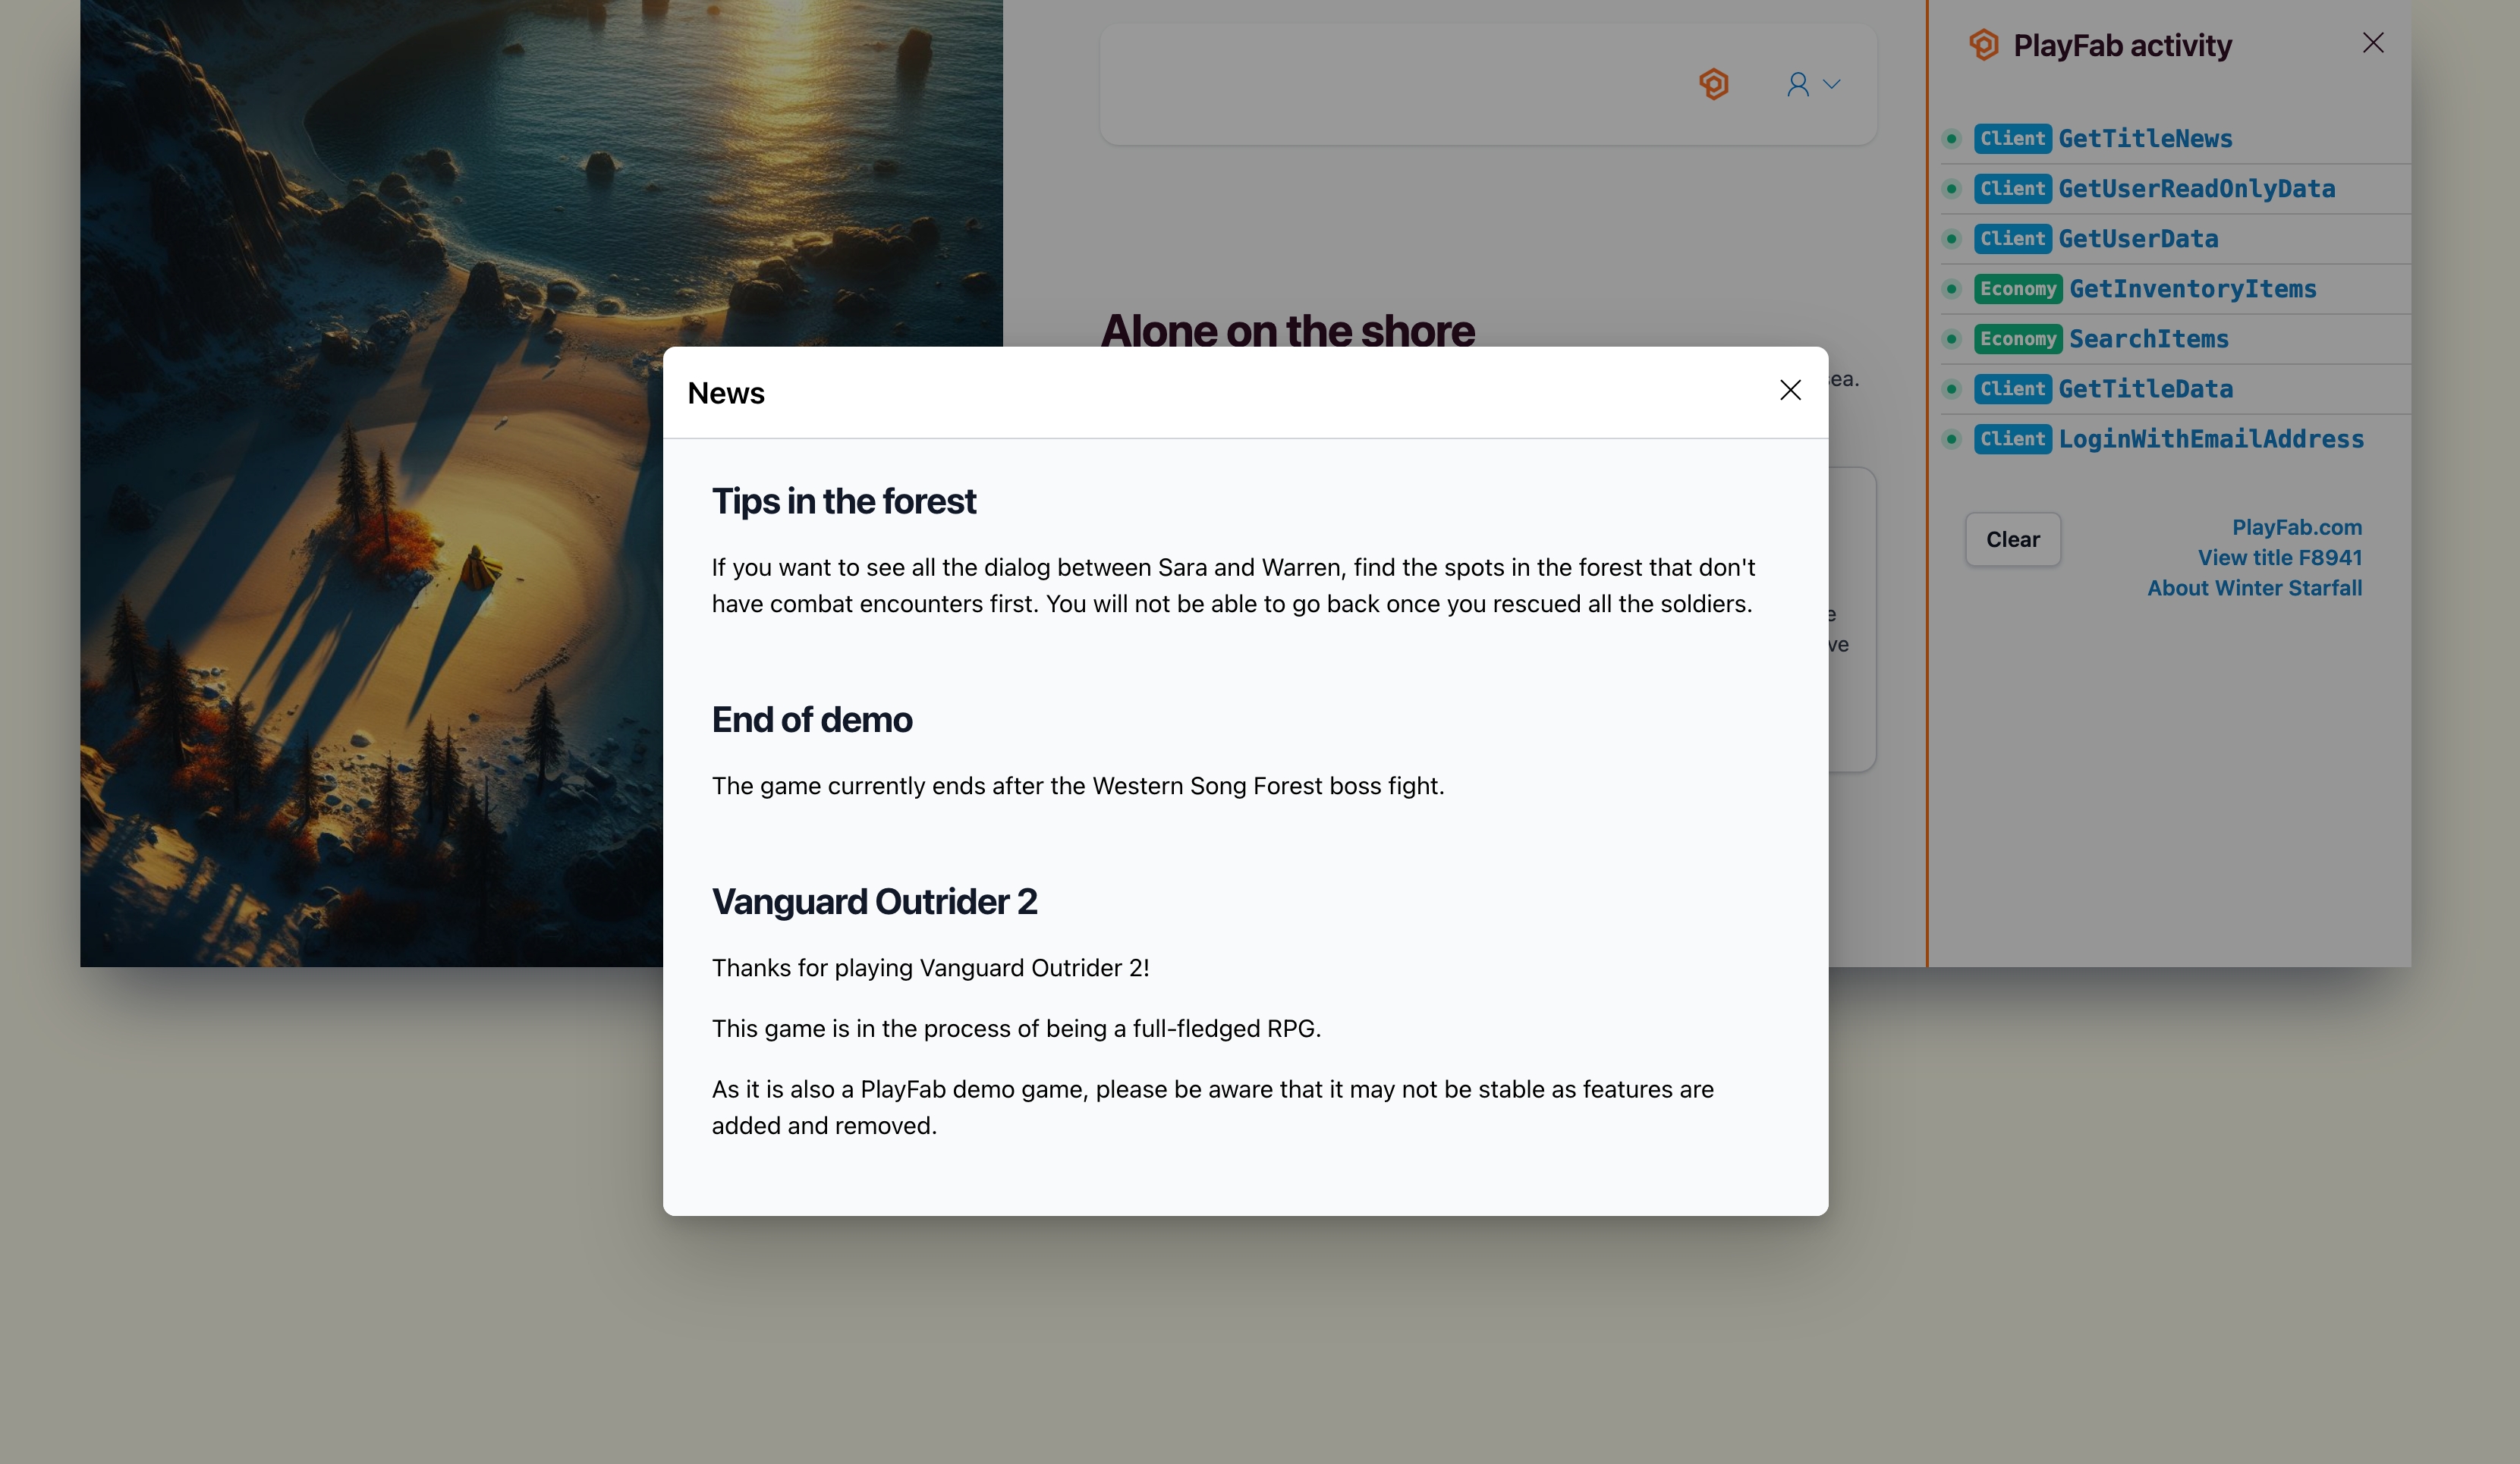 Alone on the shore
sea.
ve
News
Tips in the forest
If you want to see all the dialog between Sara and Warren, find the spots in the forest that don't
have combat encounters first. You will not be able to go back once you rescued all the soldiers.
End of demo
The game currently ends after the Western Song Forest boss fight.
Vanguard Outrider 2
Thanks for playing Vanguard Outrider 2!
This game is in the process of being a full-fledged RPG.
As it is also a PlayFab demo game, please be aware that it may not be stable as features are
added and removed.
PlayFab activity
Client GetTitleNews
Client GetUserReadOnlyData
Client GetUserData
Economy GetInventoryItems
Economy SearchItems
Client GetTitleData
Client LoginWithEmailAddress
Clear
PlayFab.com
View title F8941
About Winter Starfall